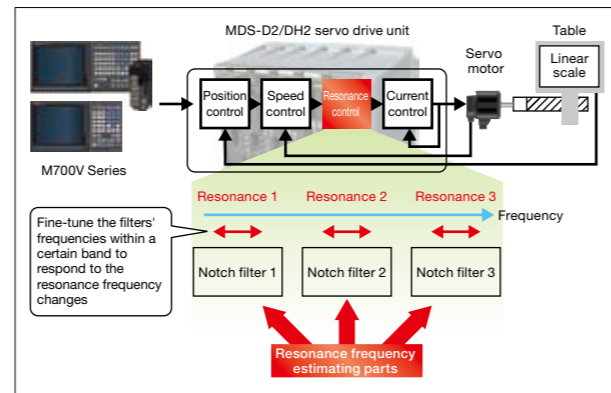 MDS-D2/DH2 servo drive unit
Table
Servo
motor
Linear
scale
Position
control
Speed
control
Resonance
control
Current
control
M700V Series
Resonance 1
Resonance 2
Resonance 3
Frequency
Fine-tune the filters'
frequencies within a
certain band to
respond to the
resonance frequency
changes
Notch filter 1
Notch filter 2
Notch filter 3
Resonance frequency
estimating parts